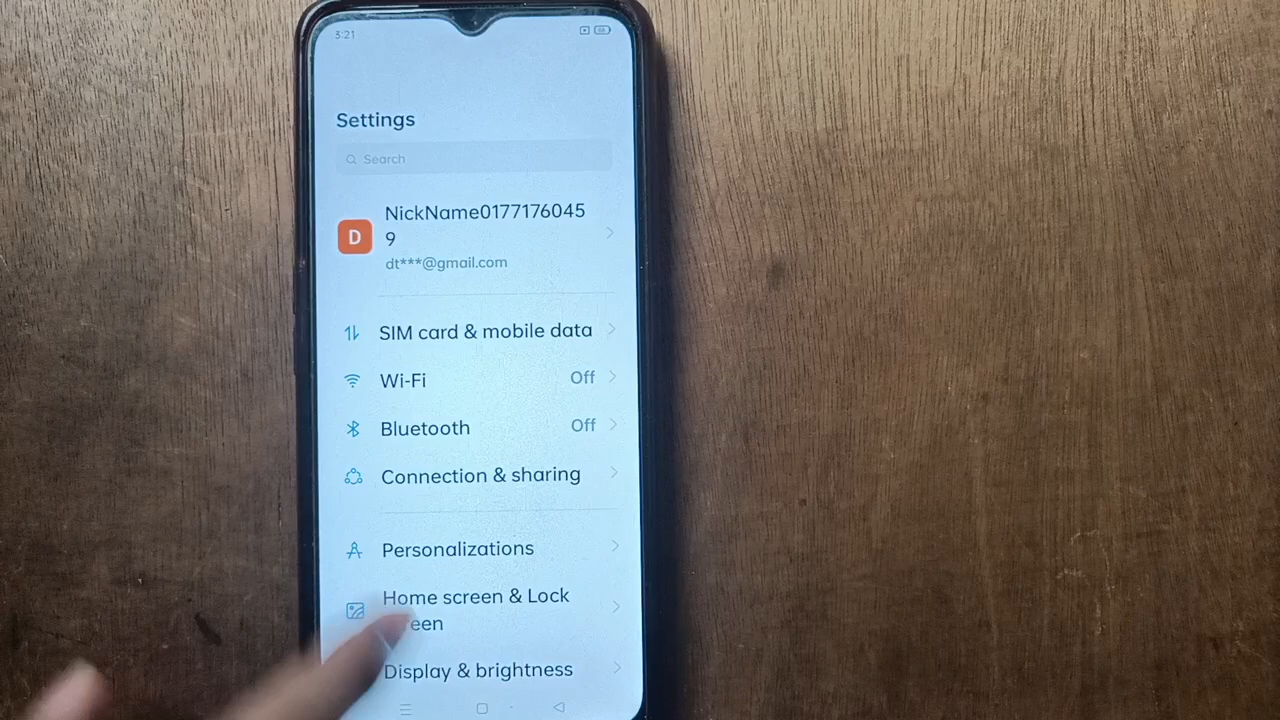 3:21
Settings
Search
NickName0177176045
9
D
dt***@gmail.com
SIM card & mobile data
Wi-Fi Off
Bluetooth Off
Connection & sharing
Personalizations
Home screen & Lock
een
Display & brightness